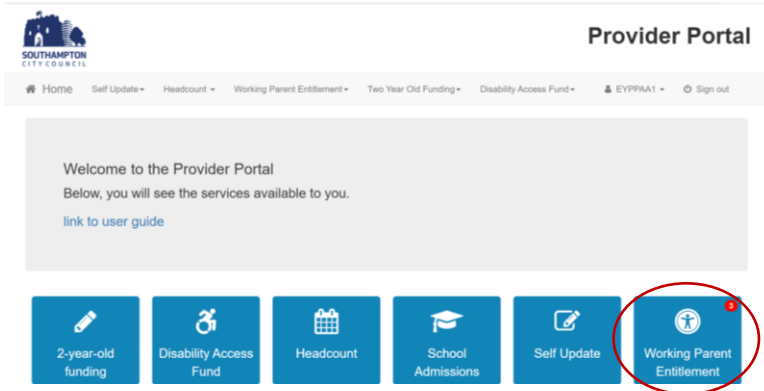 SOUTHAMPTON
CITY COUNCIL
Provider Portal
Home Self Update Headcount Working Parent Entitlement Two Year Old Funding Disability Access Fund EYPPAA1 Sign out
Welcome to the Provider Portal
Below, you will see the services available to you.
link to user guide
3
2-year-old
funding
Disability Access
Fund
Headcount
School
Admissions
Self Update
Working Parent
Entitlement